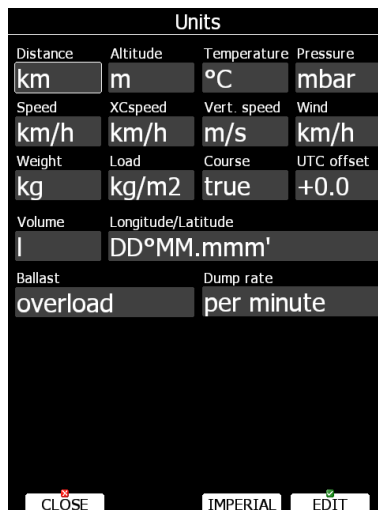 Units
Distance Altitude Temperature Pressure
km m °C mbar
Speed XCspeed Vert. speed Wind
km/h km/h m/s km/h
Weight Load Course UTC offset
kg kg/m2 true +0.0
Volume Longitude/Latitude
l DD°MM.mmm'
Ballast Dump rate
overload per minute
CLOSE IMPERIAL EDIT